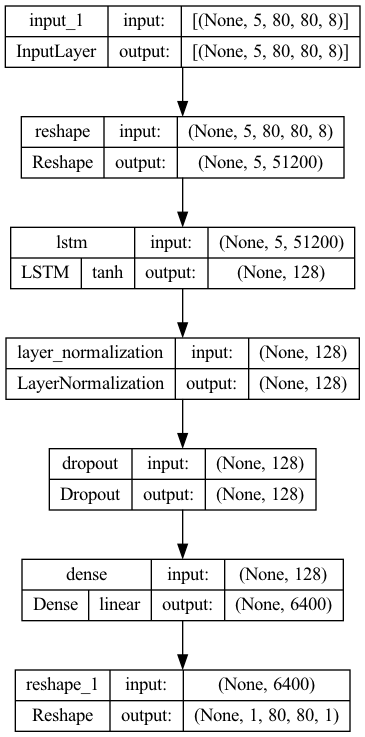 input_1 input: [(None, 5, 80, 80, 8)]
InputLayer output: [(None, 5, 80, 80, 8)]
reshape input: (None, 5, 80, 80, 8)
Reshape output: (None, 5, 51200)
lstm input: (None, 5, 51200)
LSTM tanh output: (None, 128)
layer_normalization input: (None, 128)
LayerNormalization output: (None, 128)
dropout input: (None, 128)
Dropout output: (None, 128)
dense input: (None, 128)
Dense linear output: (None, 6400)
reshape_1 input: (None, 6400)
Reshape output: (None, 1, 80, 80, 1)